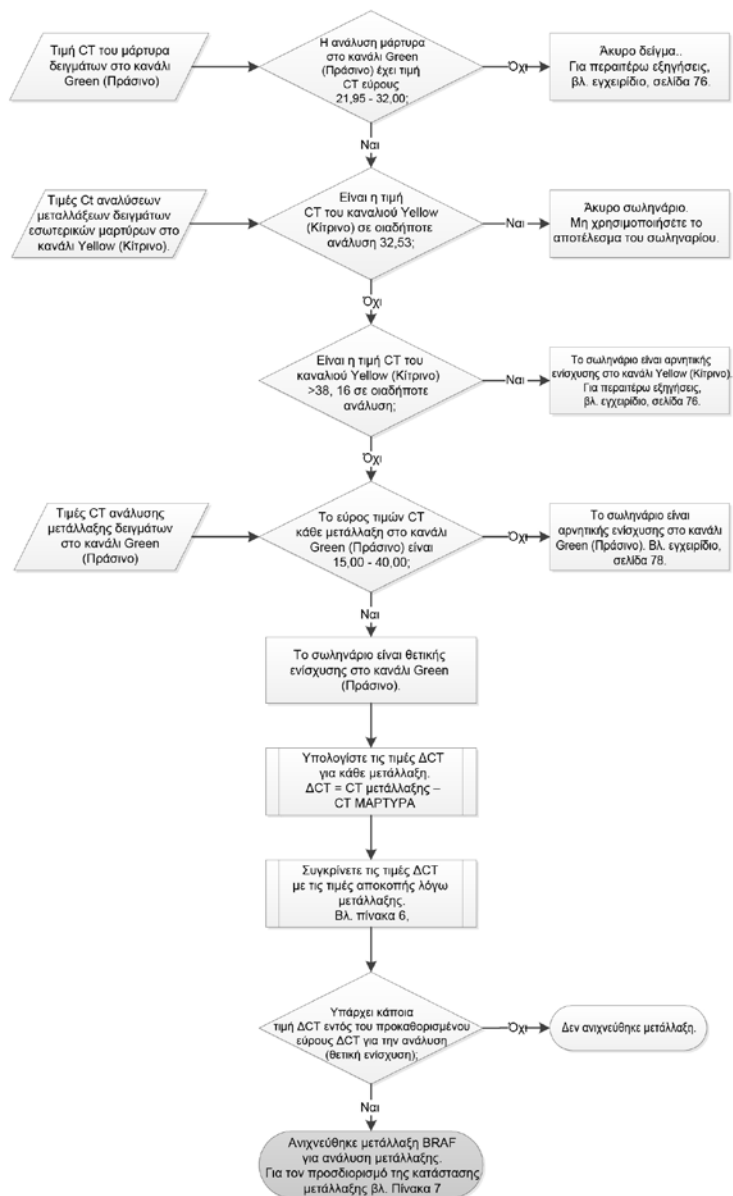 Τιμή CT του μάρτυρα
δειγμάτων στο κανάλι
Green (Πράσινο)
Η ανάλυση μάρτυρα
στο κανάλι Green
(Πράσινο) έχει τιμή
CT εύρους
21,95 - 32,00;
Όχι
Άκυρο δείγμα..
Για περαιτέρω εξηγήσεις,
βλ. εγχειρίδιο, σελίδα 76.
Ναι
Τιμές Ct αναλύσεων
μεταλλάξεων δειγμάτων
εσωτερικών μαρτύρων στο
κανάλι Yellow (Κίτρινο).
Είναι η τιμή
CT του καναλιού Yellow
(Κίτρινο) σε οιαδήποτε
ανάλυση 32,53;
Ναι
Άκυρο σωληνάριο.
Μη χρησιμοποιήσετε το
αποτέλεσμα του σωληναρίου.
Όχι
Είναι η τιμή CT του
καναλιού Yellow (Κίτρινο)
>38, 16 σε οιαδήποτε
ανάλυση;
Ναι
Το σωληνάριο είναι αρνητικής
ενίσχυσης στο κανάλι Yellow (Κίτρινο).
Για περαιτέρω εξηγήσεις,
βλ. εγχειρίδιο, σελίδα 76.
Όχι
Τιμές CT ανάλυσης
μετάλλαξης δειγμάτων
στο κανάλι Green
(Πράσινο)
Το εύρος τιμών CT
κάθε μετάλλαξη στο κανάλι
Green (Πράσινο) είναι
15,00 - 40,00;
Όχι
Το σωληνάριο είναι
αρνητικής ενίσχυσης στο κανάλι
Green (Πράσινο). Βλ. εγχειρίδιο,
σελίδα 78.
Ναι
Το σωληνάριο είναι θετικής
ενίσχυσης στο κανάλι Green
(Πράσινο).
Υπολογίστε τις τιμές ΔCT
για κάθε μετάλλαξη.
ΔCT = CT μετάλλαξης –
CT ΜΑΡΤΥΡΑ
Συγκρίνετε τις τιμές ΔCT
με τις τιμές αποκοπής λόγω
μετάλλαξης.
Βλ. πίνακα 6,
Υπάρχει κάποια
τιμή ΔCT εντός του προκαθορισμένου
εύρους ΔCT για την ανάλυση
(θετική ενίσχυση);
Όχι
Δεν ανιχνεύθηκε μετάλλαξη.
Ναι
Ανιχνεύθηκε μετάλλαξη BRAF
για ανάλυση μετάλλαξης.
Για τον προσδιορισμό της κατάστασης
μετάλλαξης βλ. Πίνακα 7